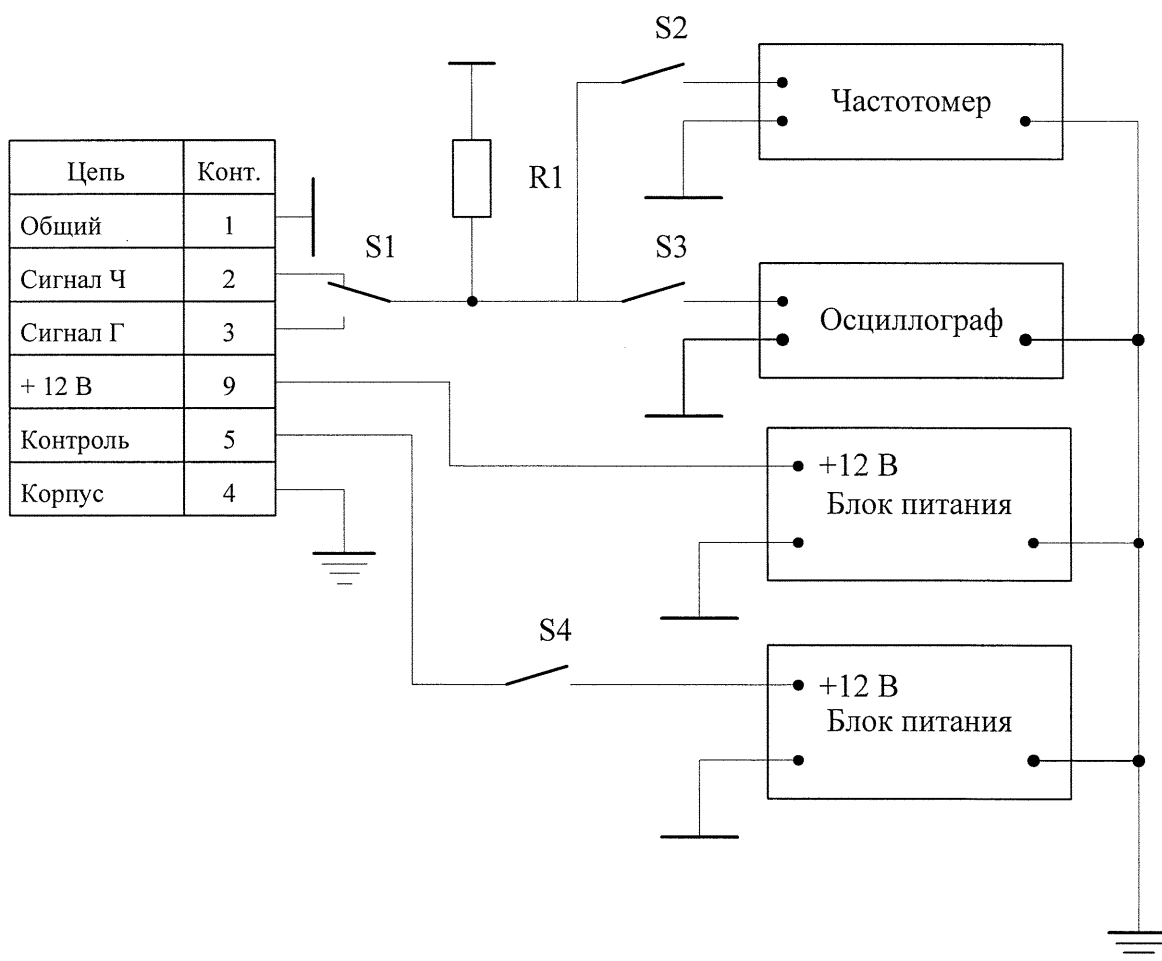 S2
Частотомер
Цепь Конт.
R1
Общий 1
S1
S3
Сигнал Ч 2
Сигнал Г 3
Осциллограф
+ 12 В 9
Контроль 5
+12 В
Блок питания
Корпус 4
S4
+12 В
Блок питания